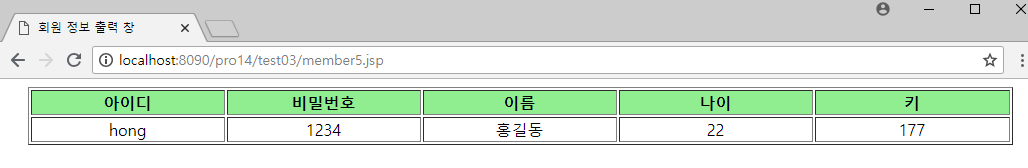 회원 정보 출력 창
localhost:8090/pro14/test03/member5.jsp
아이디 비밀번호 이름 나이 키
hong 1234 홍길동 22 177